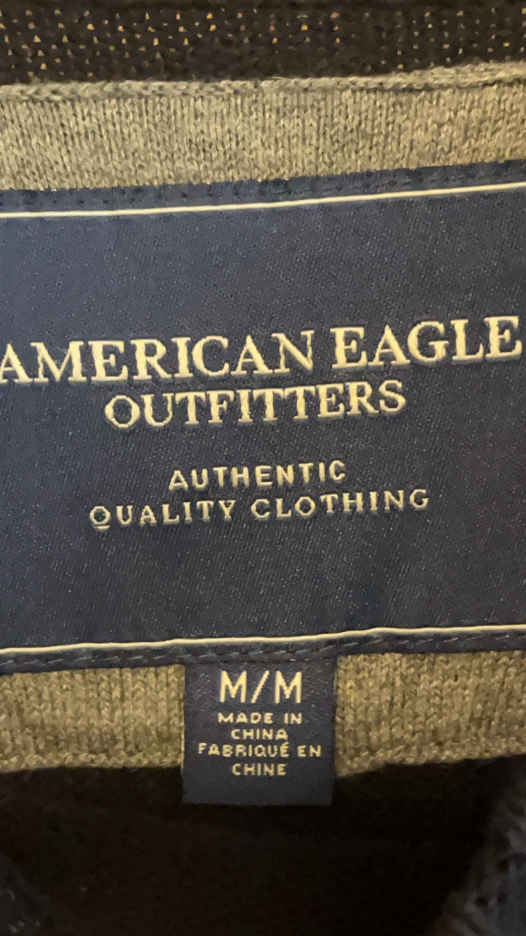 AMERICAN EAGLE
OUTFITTERS
AUTHENTIC
QUALITY CLOTHING
M/M
MADE IN
CHINA
FABRIQUÉ EN
CHINE